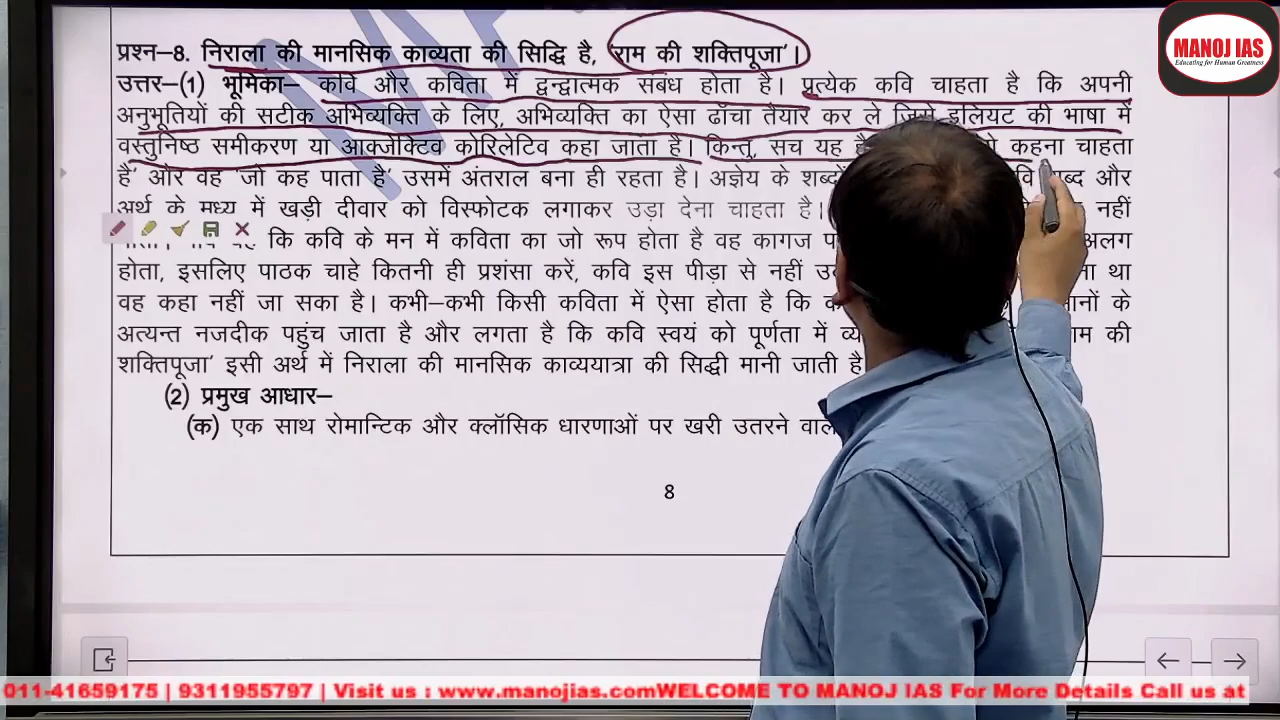 प्रश्न–8. निराला की मानसिक काव्यता की सिद्धि है, 'राम की शक्तिपूजा'।
उत्तर–(1) भूमिका– कवि और कविता में द्वन्द्वात्मक संबंध होता है। प्रत्येक कवि चाहता है कि अपनी
अनुभूतियों की सटीक अभिव्यक्ति के लिए, अभिव्यक्ति का ऐसा ढाँचा तैयार कर ले जिसे इलियट की भाषा में
वस्तुनिष्ठ समीकरण या आब्जेक्टिव कोरिलेटिव कहा जाता है। किन्तु, सच यह है कहना चाहता
है' और वह 'जो कह पाता है' उसमें अंतराल बना ही रहता है। अज्ञेय के शब्दों शब्द और
अर्थ के मध्य में खड़ी दीवार को विस्फोटक लगाकर उड़ा देना चाहता है। नहीं
कि कवि के मन में कविता का जो रूप होता है वह कागज अलग
होता, इसलिए पाठक चाहे कितनी ही प्रशंसा करें, कवि इस पीड़ा से नहीं था
वह कहा नहीं जा सका है। कभी–कभी किसी कविता में ऐसा होता है कि के
अत्यन्त नजदीक पहुंच जाता है और लगता है कि कवि स्वयं को पूर्णता में की
शक्तिपूजा' इसी अर्थ में निराला की मानसिक काव्ययात्रा की सिद्धी मानी जाती है
(2) प्रमुख आधार–
(क) एक साथ रोमान्टिक और क्लॉसिक धारणाओं पर खरी उतरने
8
MANOJ IAS
Educating for Human Greatness
011-41659175 | 9311955797 | Visit us : www.manojias.comWELCOME TO MANOJ IAS For More Details Call us at